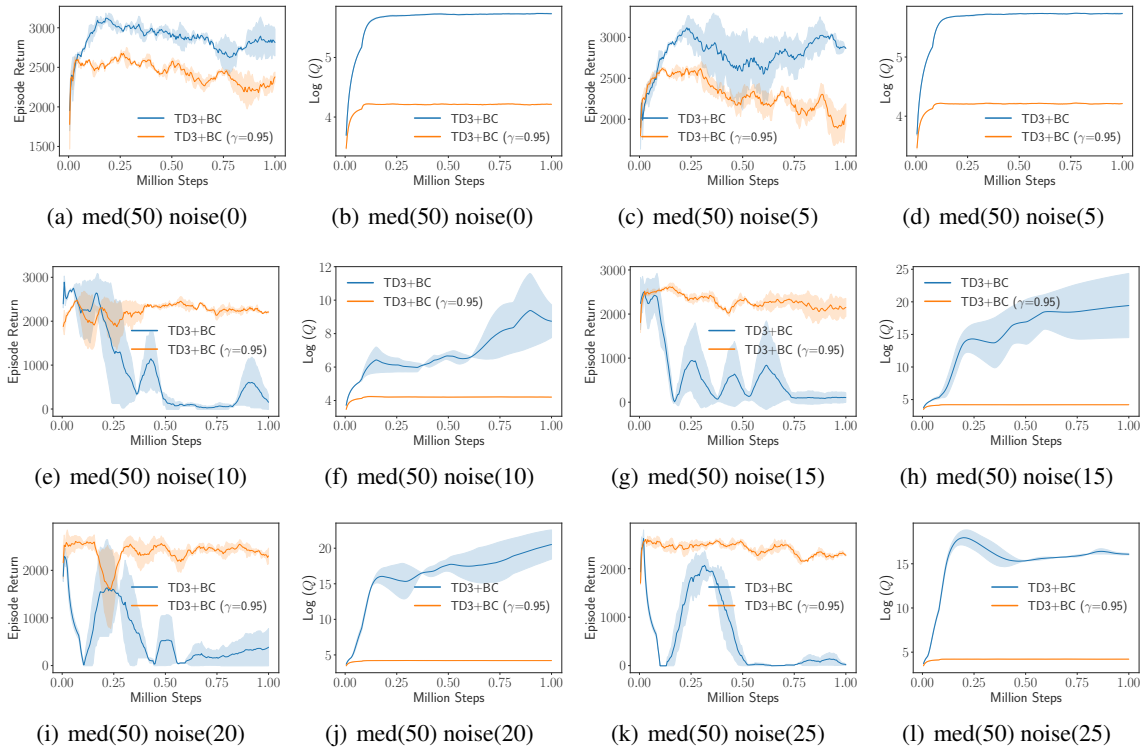 3000
2500
2000
1500
Episode Return
TD3+BC
TD3+BC (γ=0.95)
0.00 0.25 0.50 0.75 1.00
Million Steps
(a) med(50) noise(0)
5
4
Log (Q)
TD3+BC
TD3+BC (γ=0.95)
0.00 0.25 0.50 0.75 1.00
Million Steps
(b) med(50) noise(0)
3000
2500
2000
Episode Return
TD3+BC
TD3+BC (γ=0.95)
0.00 0.25 0.50 0.75 1.00
Million Steps
(c) med(50) noise(5)
5
4
Log (Q)
TD3+BC
TD3+BC (γ=0.95)
0.00 0.25 0.50 0.75 1.00
Million Steps
(d) med(50) noise(5)
3000
2000
1000
0
Episode Return
TD3+BC
TD3+BC (γ=0.95)
0.00 0.25 0.50 0.75 1.00
Million Steps
(e) med(50) noise(10)
12
10
8
6
4
Log (Q)
TD3+BC
TD3+BC (γ=0.95)
0.00 0.25 0.50 0.75 1.00
Million Steps
(f) med(50) noise(10)
3000
2000
1000
0
Episode Return
TD3+BC
TD3+BC (γ=0.95)
0.00 0.25 0.50 0.75 1.00
Million Steps
(g) med(50) noise(15)
25
20
15
10
5
Log (Q)
TD3+BC
TD3+BC (γ=0.95)
0.00 0.25 0.50 0.75 1.00
Million Steps
(h) med(50) noise(15)
2000
1000
0
Episode Return
TD3+BC
TD3+BC (γ=0.95)
0.00 0.25 0.50 0.75 1.00
Million Steps
(i) med(50) noise(20)
20
15
10
5
Log (Q)
TD3+BC
TD3+BC (γ=0.95)
0.00 0.25 0.50 0.75 1.00
Million Steps
(j) med(50) noise(20)
2000
1000
0
Episode Return
TD3+BC
TD3+BC (γ=0.95)
0.00 0.25 0.50 0.75 1.00
Million Steps
(k) med(50) noise(25)
15
10
5
Log (Q)
TD3+BC
TD3+BC (γ=0.95)
0.00 0.25 0.50 0.75 1.00
Million Steps
(l) med(50) noise(25)